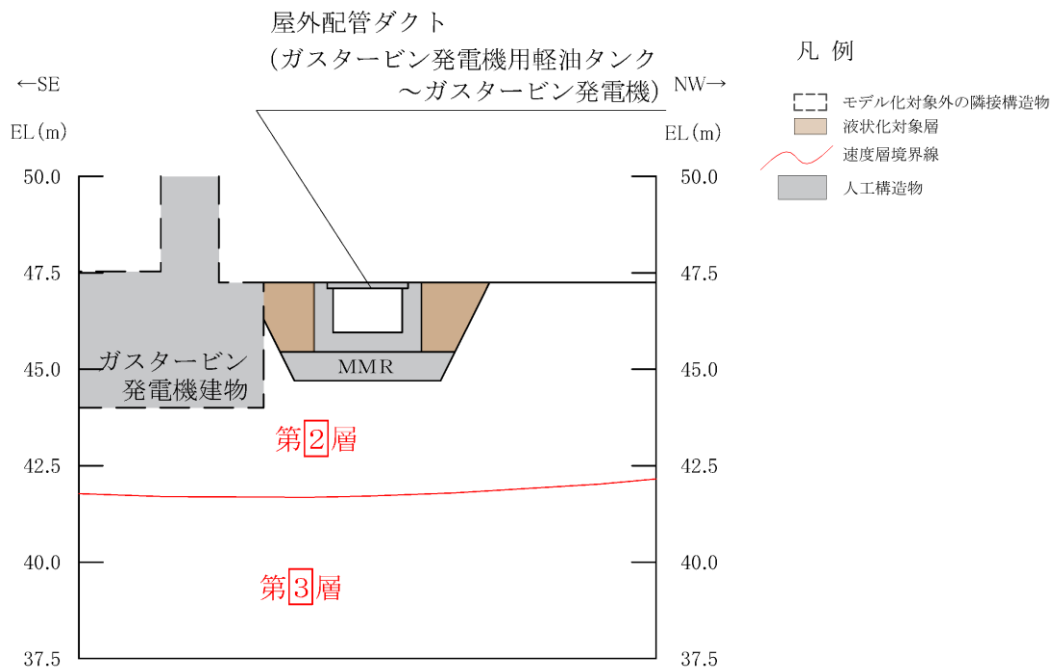 屋外配管ダクト
(ガスタービン発電機用軽油タンク
～ガスタービン発電機)
←SE
NW→
EL(m)
EL(m)
凡 例
モデル化対象外の隣接構造物
液状化対象層
速度層境界線
人工構造物
50.0
50.0
47.5
47.5
45.0
45.0
42.5
42.5
40.0
40.0
37.5
37.5
ガスタービン
発電機建物
MMR
第2層
第3層